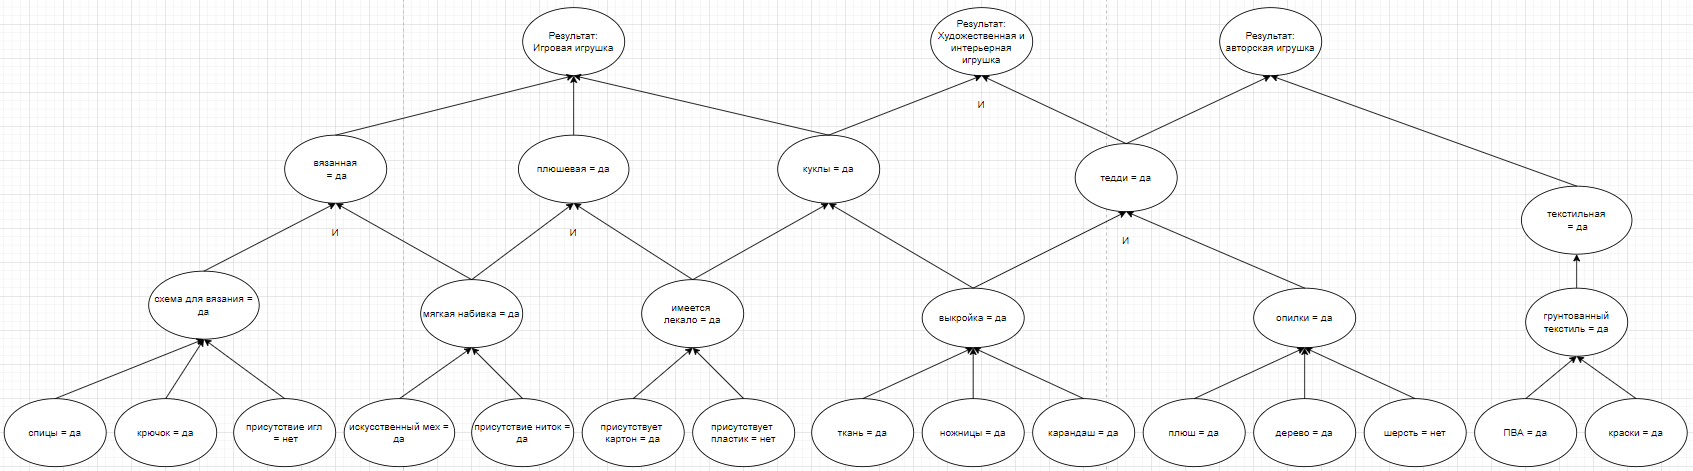 Результат:
Игровая игрушка
Результат:
Художественная и
интерьерная
игрушка
Результат:
авторская игрушка
И
вязанная
= да
плюшевая = да
куклы = да
тедди = да
текстильная
= да
И
И
И
схема для вязания =
да
мягкая набивка = да
имеется
лекало = да
выкройка = да
опилки = да
грунтованный
текстиль = да
спицы = да
крючок = да
присутствие игл
= нет
искусственный мех =
да
присутствие ниток =
да
присутствует
картон = да
присутствует
пластик = нет
ткань = да
ножницы = да
карандаш = да
плюш = да
дерево = да
шерсть = нет
ПВА = да
краски = да